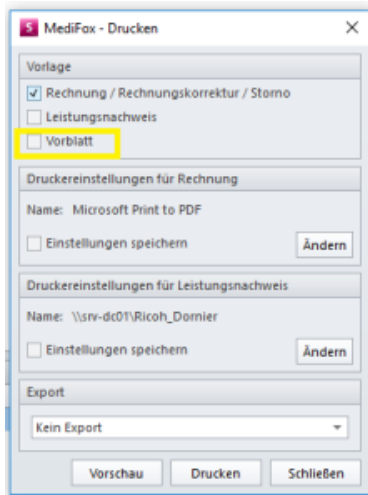 MediFox - Drucken
Vorlage
Rechnung / Rechnungskorrektur / Storno
Leistungsnachweis
Vorblatt
Druckereinstellungen für Rechnung
Name: Microsoft Print to PDF
Einstellungen speichern
Ändern
Druckereinstellungen für Leistungsnachweis
Name: \\srv-dc01\Ricoh_Dornier
Einstellungen speichern
Ändern
Export
Kein Export
Vorschau Drucken Schließen